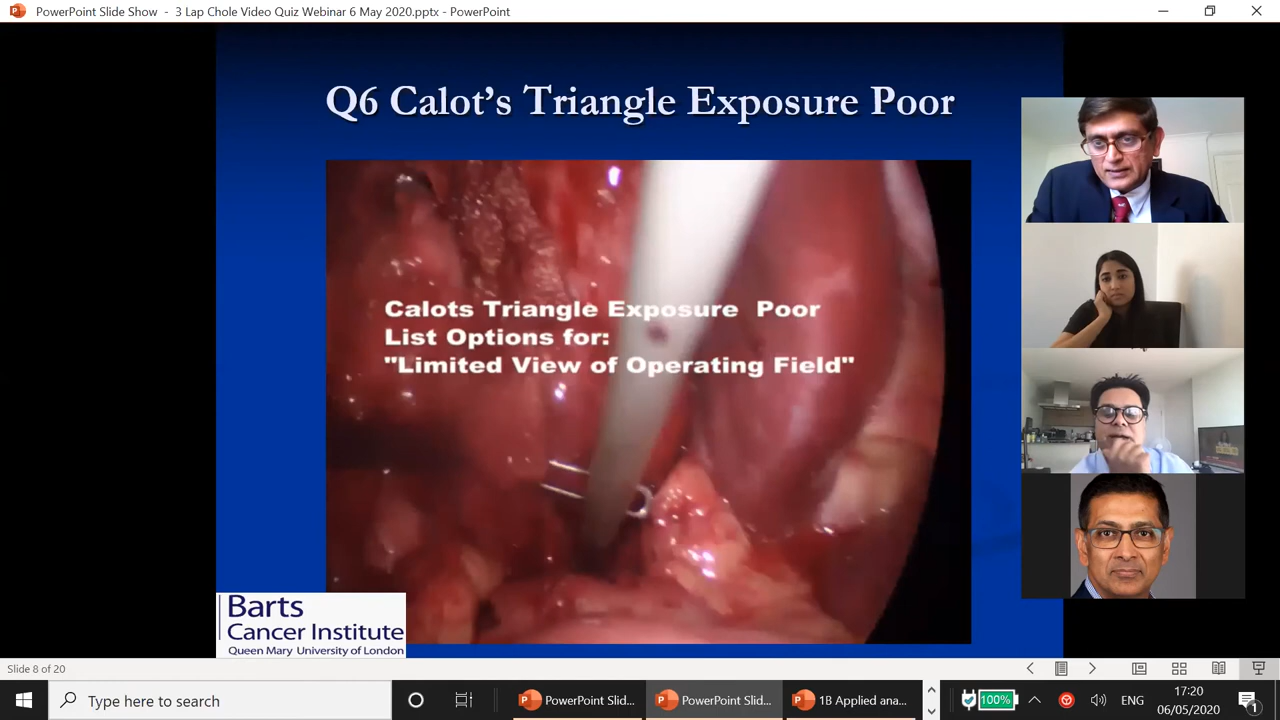 PowerPoint Slide Show - 3 Lap Chole Video Quiz Webinar 6 May 2020.pptx - PowerPoint
Q6 Calot’s Triangle Exposure Poor
Calots Triangle Exposure Poor
List Options for:
"Limited View of Operating Field"
Barts
Cancer Institute
Queen Mary University of London
Slide 8 of 20
Type here to search
PowerPoint Slid...
PowerPoint Slid...
1B Applied ana...
100%
ENG
17:20
06/05/2020
1